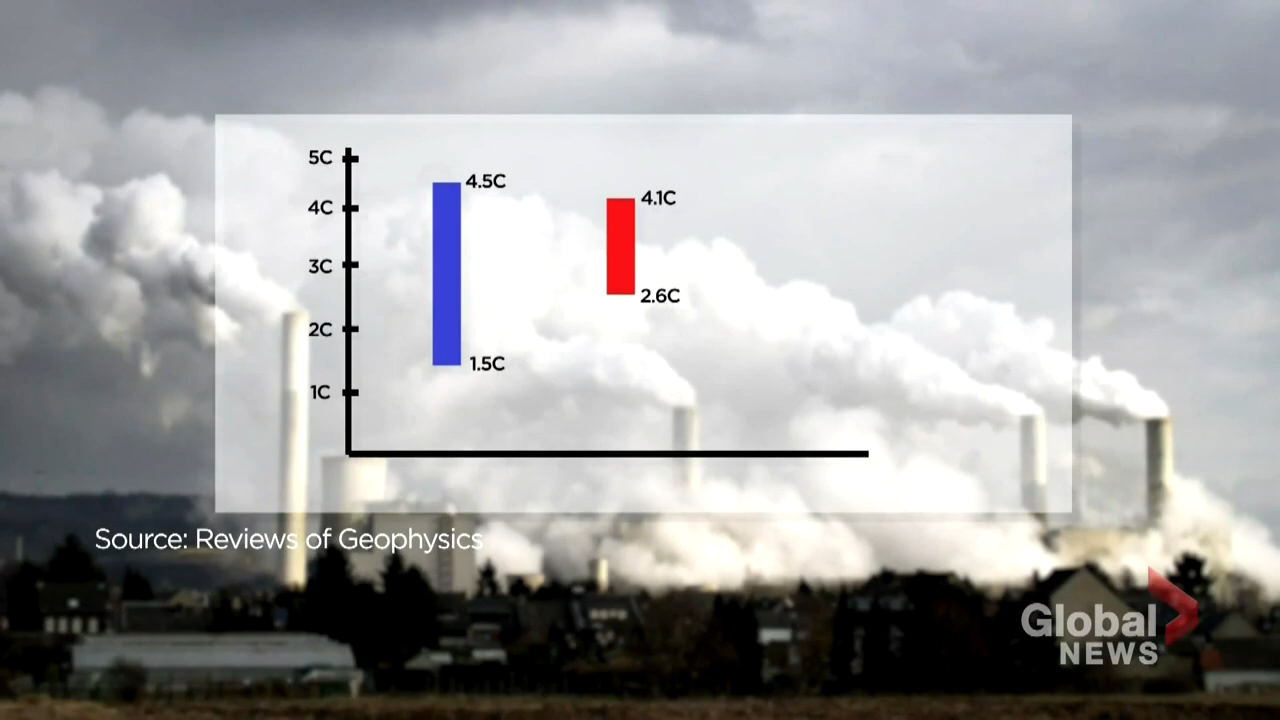 5C
4.5C
4.1C
4C
3C
2.6C
2C
1.5C
1C
Source: Reviews of Geophysics
Global
NEWS